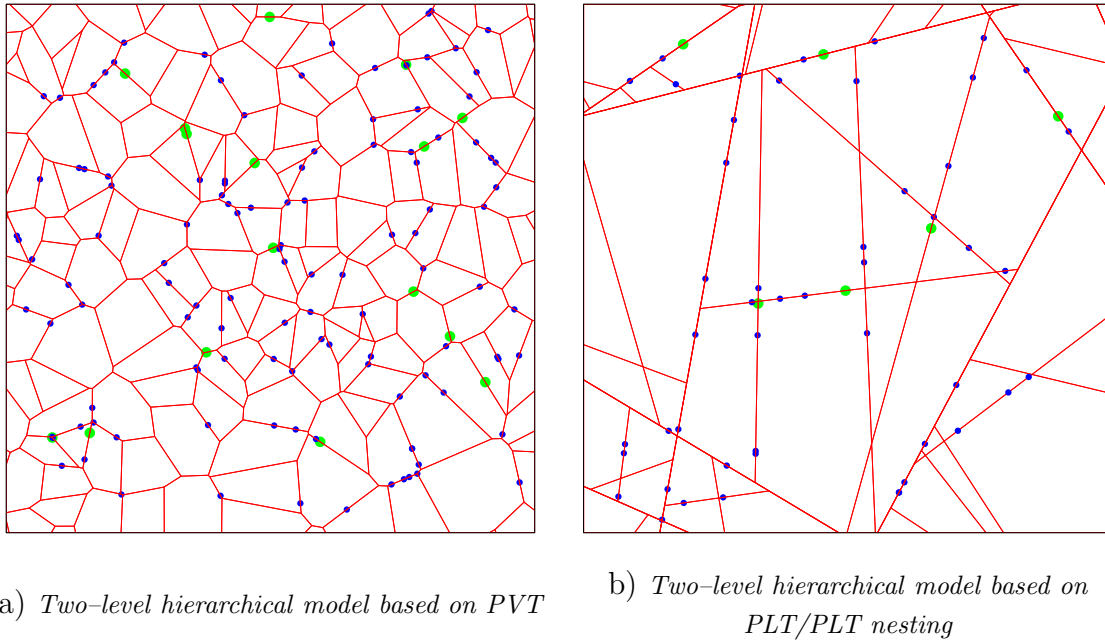 a) Two–level hierarchical model based on PVT
b) Two–level hierarchical model based on
PLT/PLT nesting